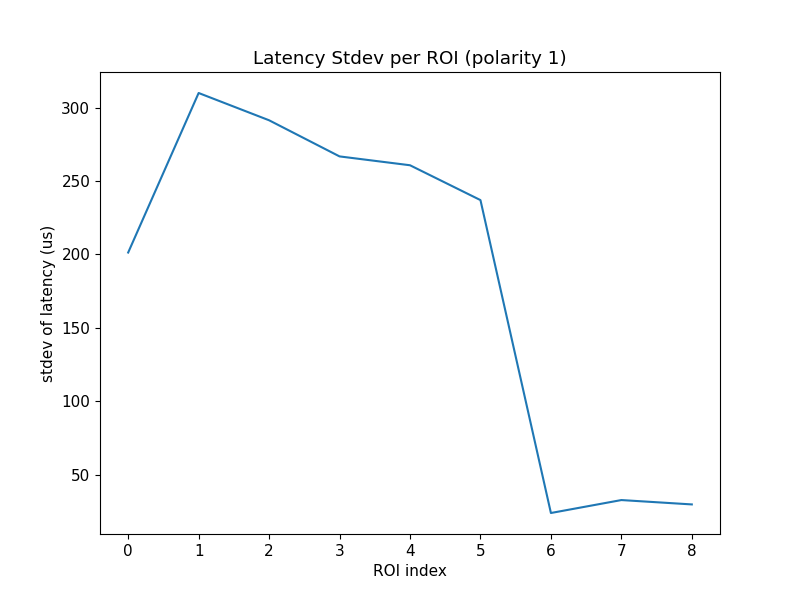 Latency Stdev per ROI (polarity 1)
stdev of latency (us)
300
250
200
150
100
50
0 1 2 3 4 5 6 7 8
ROI index